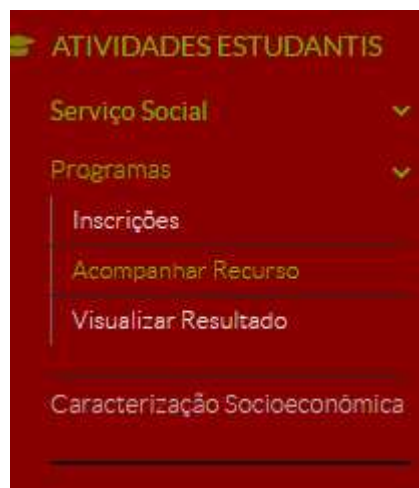 ATIVIDADES ESTUDANTIS
Serviço Social
Programas
Inscrições
Acompanhar Recurso
Visualizar Resultado
Caracterização Socioeconômica